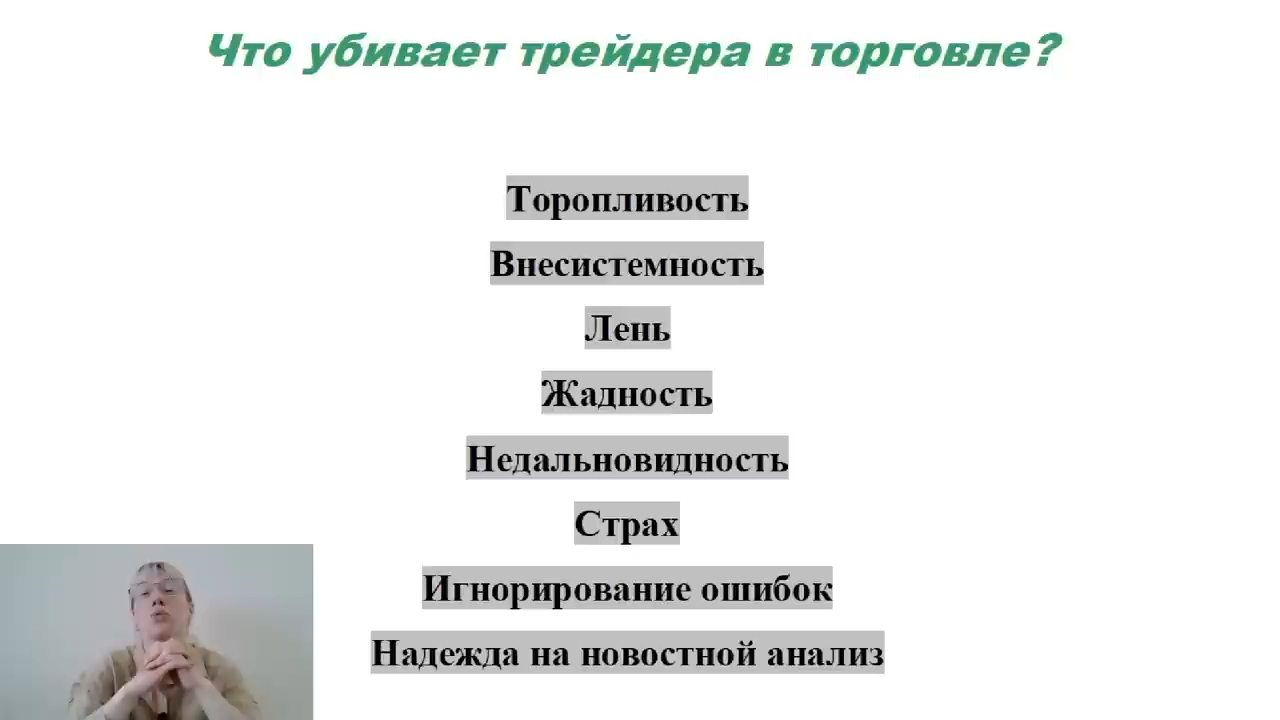 Что убивает трейдера в торговле?
Торопливость
Внесистемность
Лень
Жадность
Недальновидность
Страх
Игнорирование ошибок
Надежда на новостной анализ